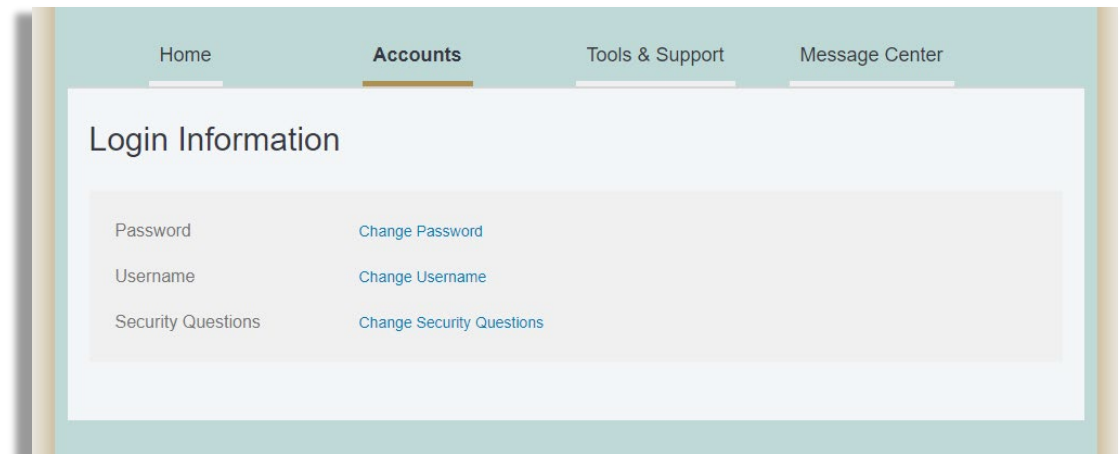 Home Accounts Tools & Support Message Center
Login Information
Password Change Password
Username Change Username
Security Questions Change Security Questions